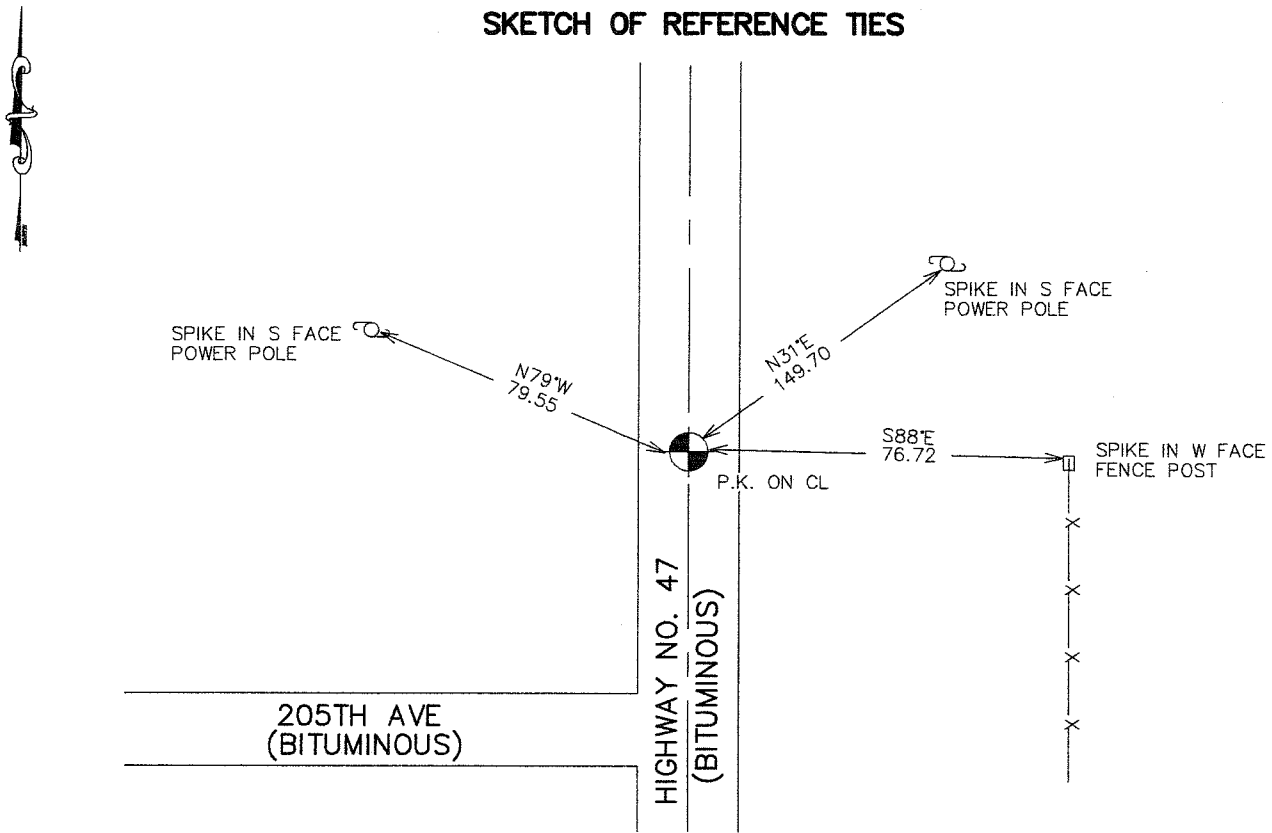 SKETCH OF REFERENCE TIES
SPIKE IN S FACE
POWER POLE
SPIKE IN S FACE
POWER POLE
N79°W
79.55
N31°E
149.70
S88°E
76.72
SPIKE IN W FACE
FENCE POST
P.K. ON CL
HIGHWAY NO. 47
(BITUMINOUS)
205TH AVE
(BITUMINOUS)